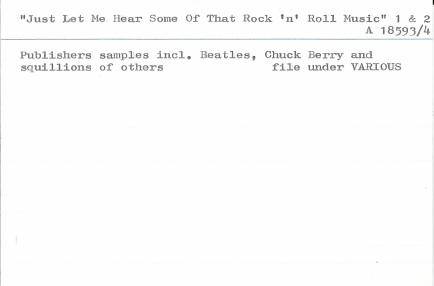 "Just Let Me Hear Some Of That Rock 'n' Roll Music" 1 & 2
A 18593/4
Publishers samples incl. Beatles, Chuck Berry and
squillions of others file under VARIOUS